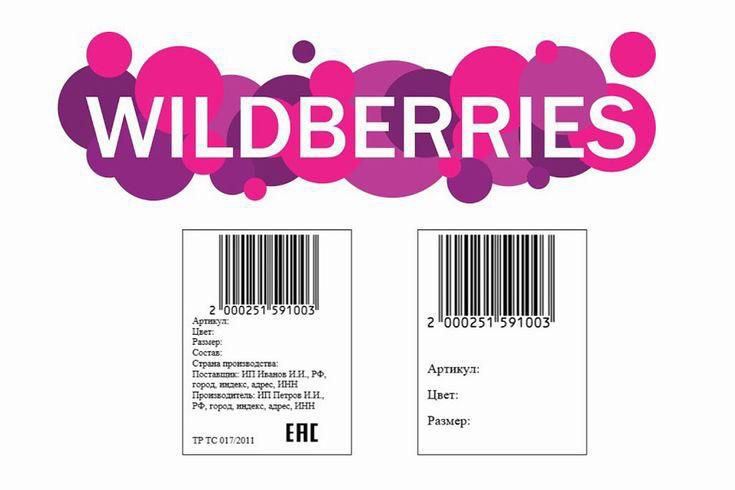 WILDBERRIES
2 000251 591003
Артикул:
Цвет:
Размер:
Состав:
Страна производства:
Поставщик: ИП Иванов И.И., РФ,
город, индекс, адрес, ИНН
Производитель: ИП Петров И.И.,
РФ, город, индекс, адрес, ИНН
ТР ТС 017/2011
EAC
2 000251 591003
Артикул:
Цвет:
Размер: